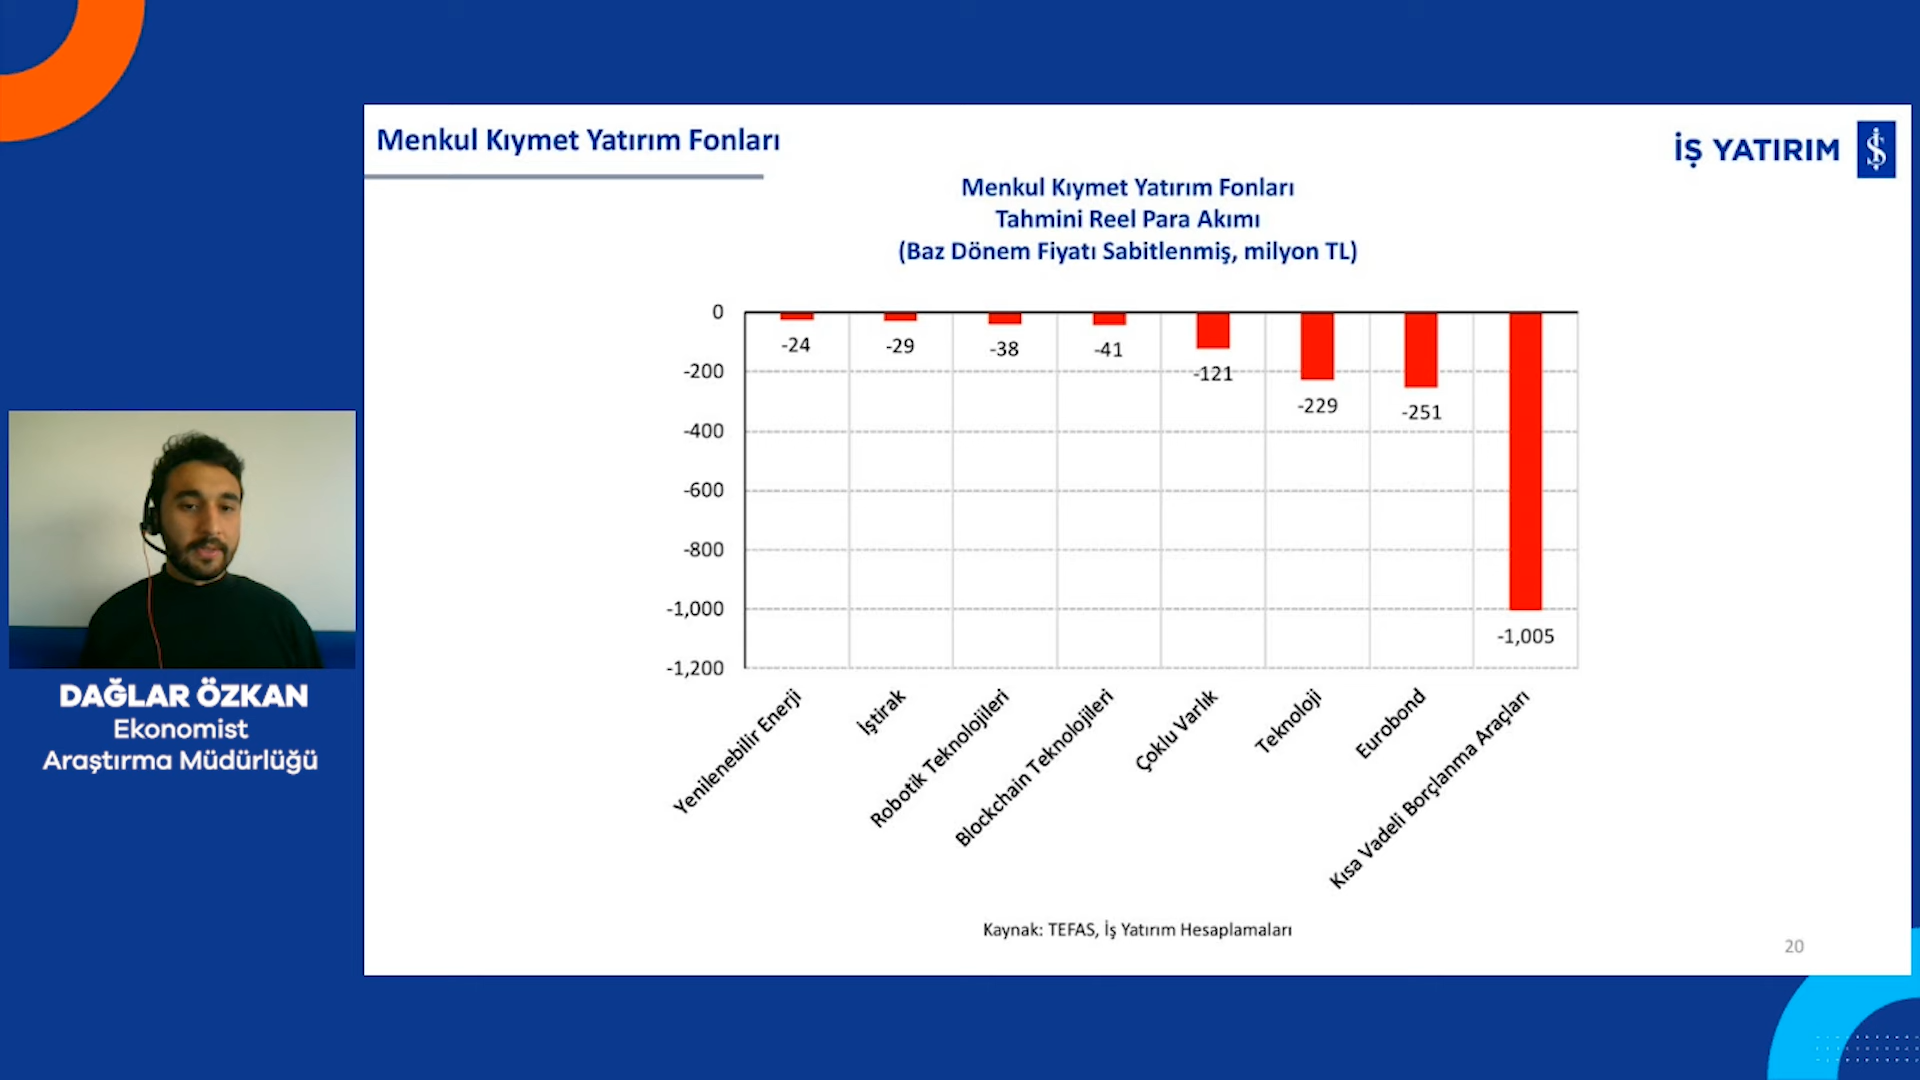 Menkul Kıymet Yatırım Fonları
İŞ YATIRIM
Menkul Kıymet Yatırım Fonları
Tahmini Reel Para Akımı
(Baz Dönem Fiyatı Sabitlenmiş, milyon TL)
0
-200
-400
-600
-800
-1,000
-1,200
-24
-29
-38
-41
-121
-229
-251
-1,005
Yenilenebilir Enerji
İştirak
Robotik Teknolojileri
Blockchain Teknolojileri
Çoklu Varlık
Teknoloji
Eurobond
Kısa Vadeli Borçlanma Araçları
Kaynak: TEFAS, İş Yatırım Hesaplamaları
20
DAĞLAR ÖZKAN
Ekonomist
Araştırma Müdürlüğü